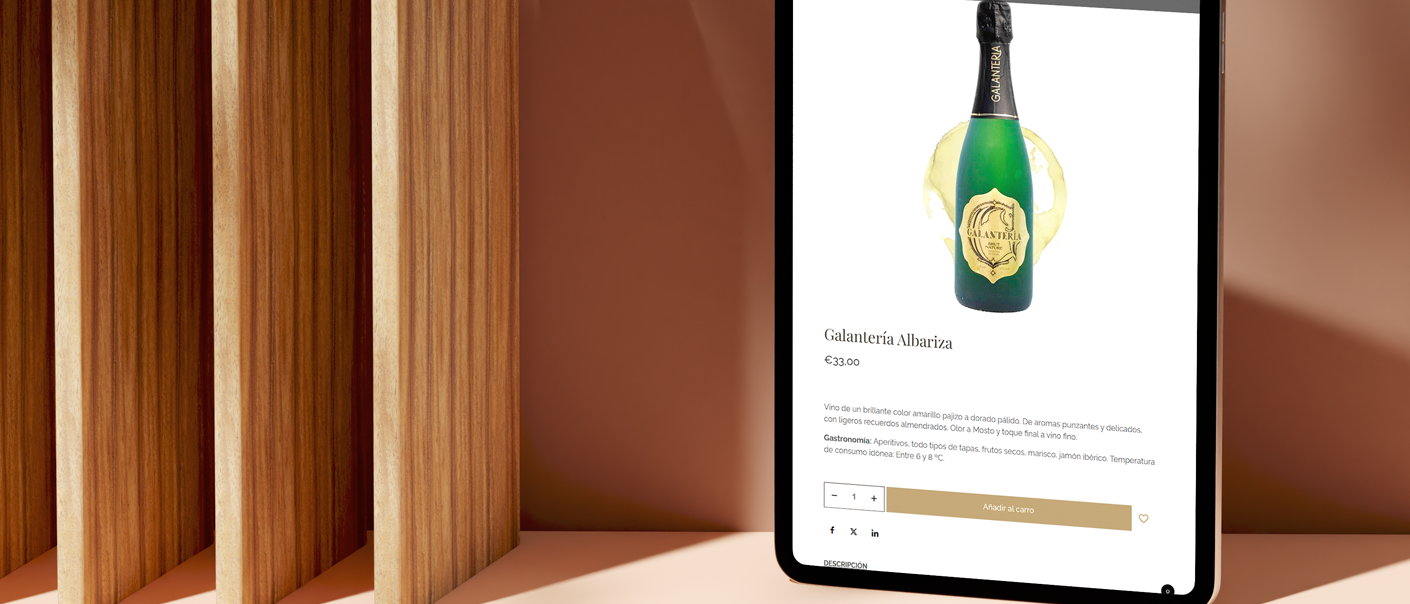 GALANTERÍA
GALANTERÍA
BRUT
NATURE
Galantería Albariza
€33,00
Vino de un brillante color amarillo pajizo a dorado pálido. De aromas punzantes y delicados,
con ligeros recuerdos almendrados. Olor a Mosto y toque final a vino fino.
Gastronomía: Aperitivos, todo tipos de tapas, frutos secos, marisco, jamón ibérico. Temperatura
de consumo idónea: Entre 6 y 8 ºC.
− 1 +
Añadir al carro
DESCRIPCIÓN